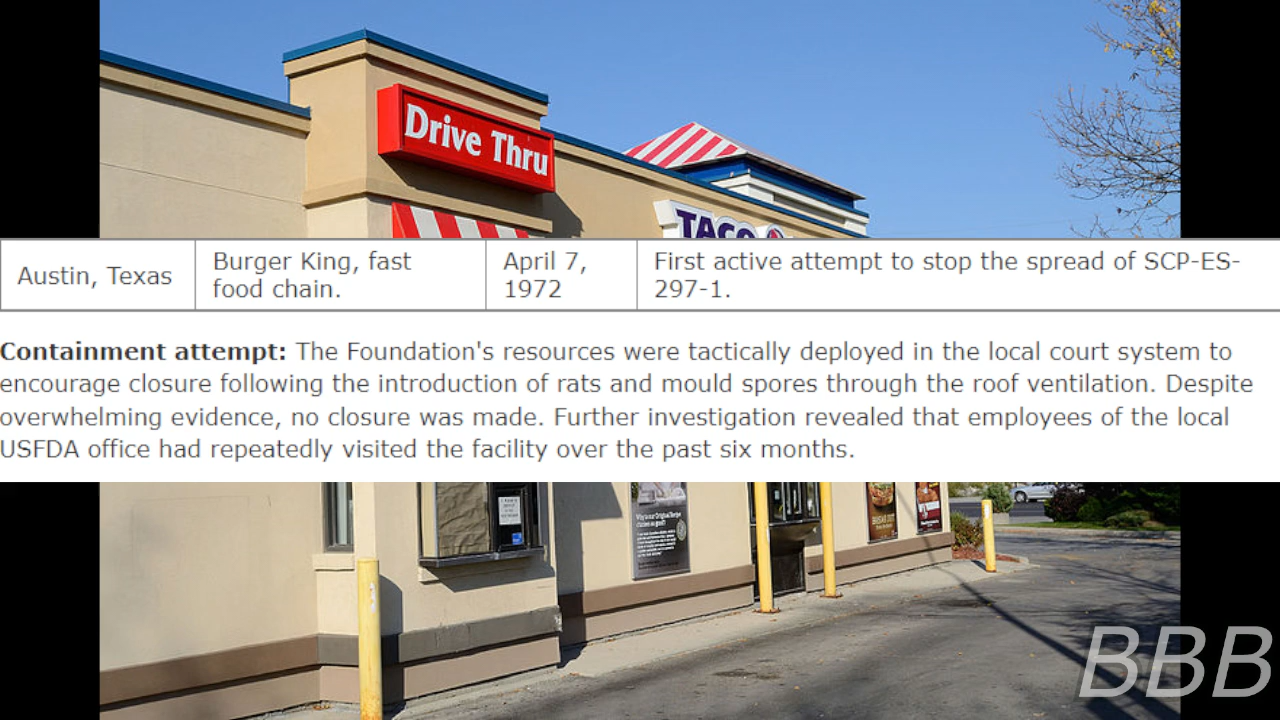 Drive Thru
TACO
Austin, Texas
Burger King, fast
food chain.
April 7,
1972
First active attempt to stop the spread of SCP-ES-
297-1.
Containment attempt: The Foundation's resources were tactically deployed in the local court system to
encourage closure following the introduction of rats and mould spores through the roof ventilation. Despite
overwhelming evidence, no closure was made. Further investigation revealed that employees of the local
USFDA office had repeatedly visited the facility over the past six months.
BBB